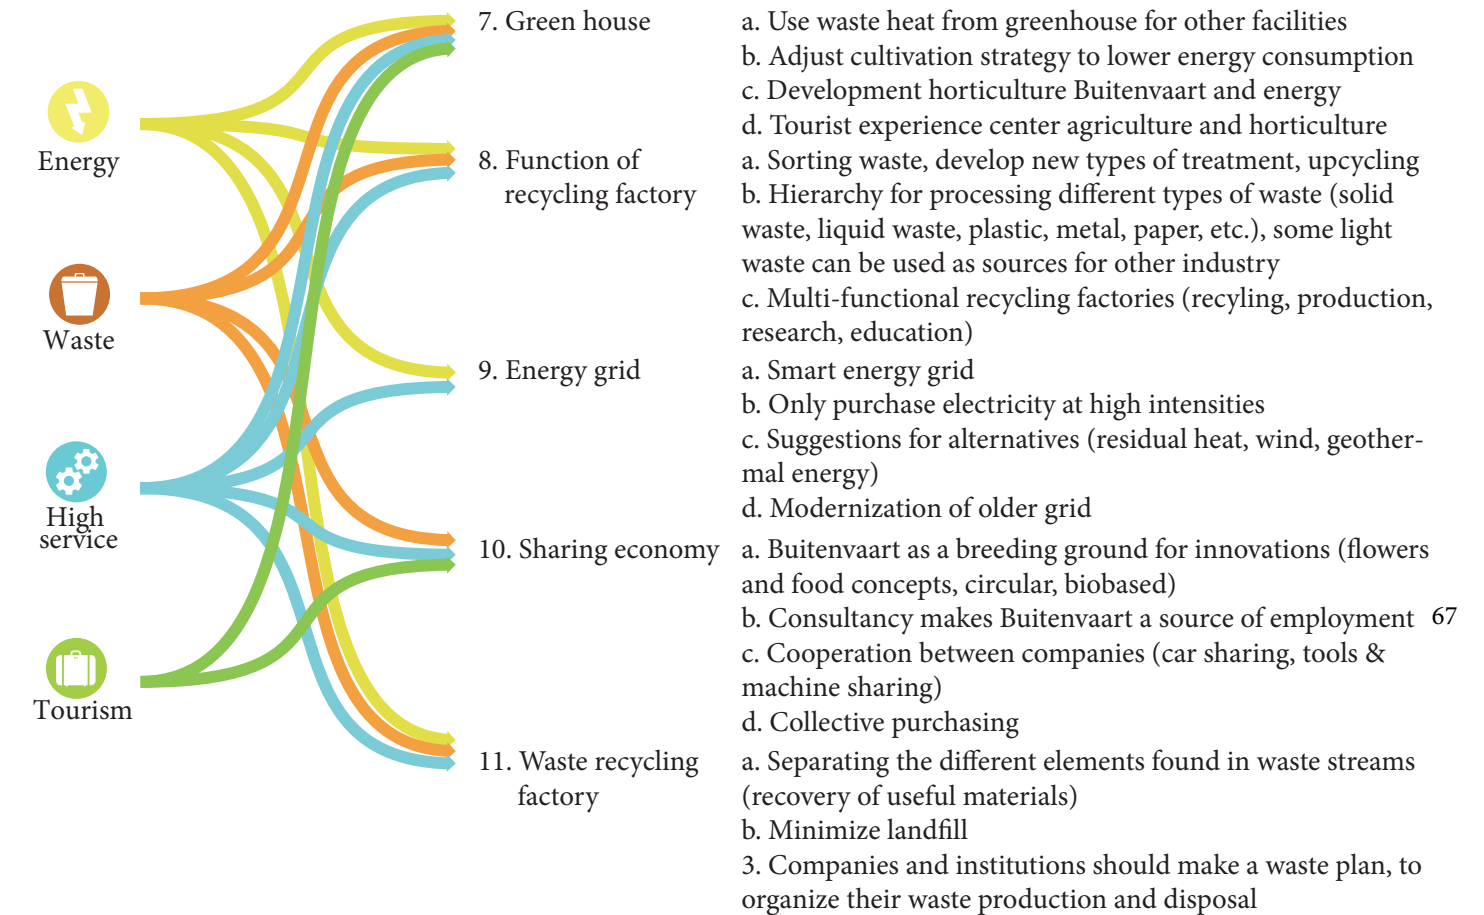 Energy
Waste
High
service
Tourism
7. Green house
a. Use waste heat from greenhouse for other facilities
b. Adjust cultivation strategy to lower energy consumption
c. Development horticulture Buitenvaart and energy
d. Tourist experience center agriculture and horticulture
8. Function of
recycling factory
a. Sorting waste, develop new types of treatment, upcycling
b. Hierarchy for processing different types of waste (solid
waste, liquid waste, plastic, metal, paper, etc.), some light
waste can be used as sources for other industry
c. Multi-functional recycling factories (recyling, production,
research, education)
9. Energy grid
a. Smart energy grid
b. Only purchase electricity at high intensities
c. Suggestions for alternatives (residual heat, wind, geother-
mal energy)
d. Modernization of older grid
10. Sharing economy
a. Buitenvaart as a breeding ground for innovations (flowers
and food concepts, circular, biobased)
b. Consultancy makes Buitenvaart a source of employment
c. Cooperation between companies (car sharing, tools &
machine sharing)
d. Collective purchasing
67
11. Waste recycling
factory
a. Separating the different elements found in waste streams
(recovery of useful materials)
b. Minimize landfill
3. Companies and institutions should make a waste plan, to
organize their waste production and disposal